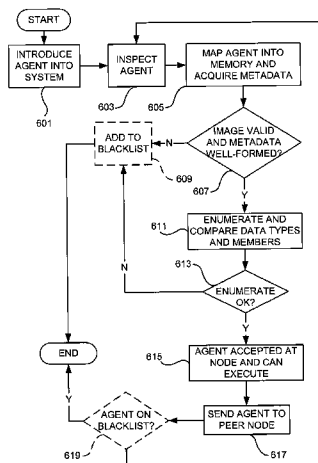 START
INTRODUCE
AGENT INTO
SYSTEM
601
INSPECT
AGENT
603
MAP AGENT INTO
MEMORY AND
ACQUIRE METADATA
605
IMAGE VALID
AND METADATA
WELL-FORMED?
607
N
ADD TO
BLACKLIST
609
Y
611
ENUMERATE AND
COMPARE DATA TYPES
AND MEMBERS
613
ENUMERATE
OK?
N
Y
615
AGENT ACCEPTED AT
NODE AND CAN
EXECUTE
END
Y
AGENT ON
BLACKLIST?
619
SEND AGENT TO
PEER NODE
617